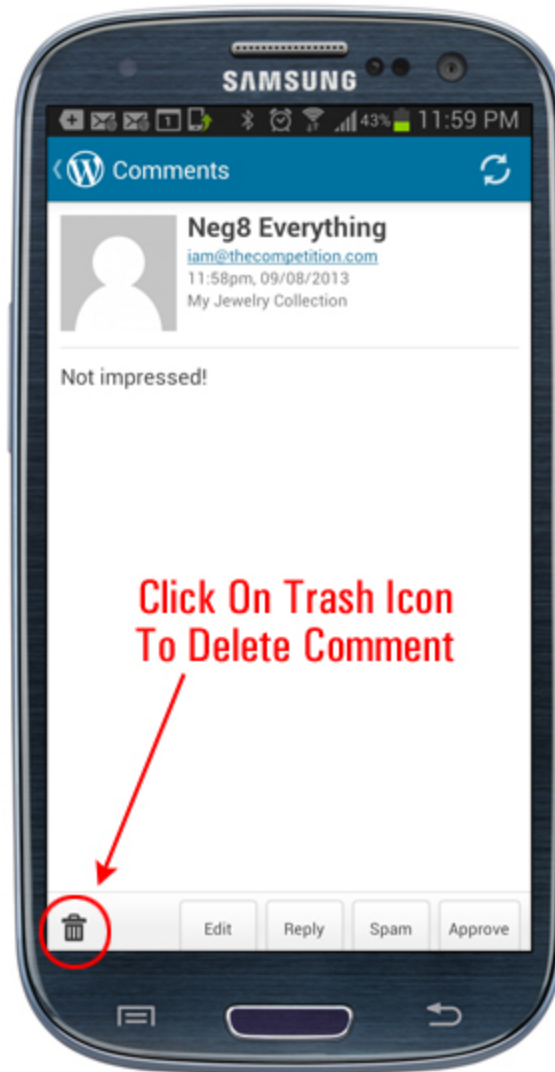 SAMSUNG
1 43% 11:59 PM
Comments
Neg8 Everything
iam@thecompetition.com
11:58pm, 09/08/2013
My Jewelry Collection
Not impressed!
Click On Trash Icon
To Delete Comment
Edit Reply Spam Approve